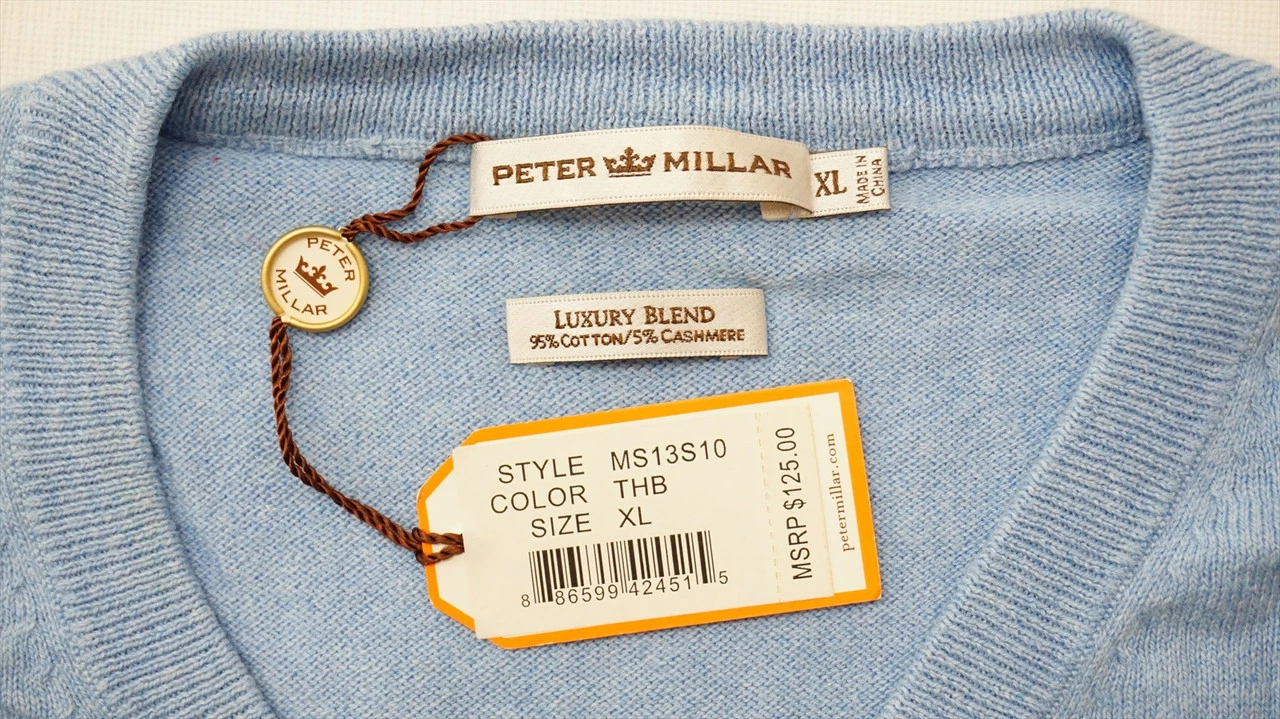 PETER MILLAR
XL
MADE IN
CHINA
PETER
MILLAR
LUXURY BLEND
95% COTTON/5% CASHMERE
STYLE MS13S10
COLOR THB
SIZE XL
8 86599 42451 5
MSRP $125.00
petermillar.com